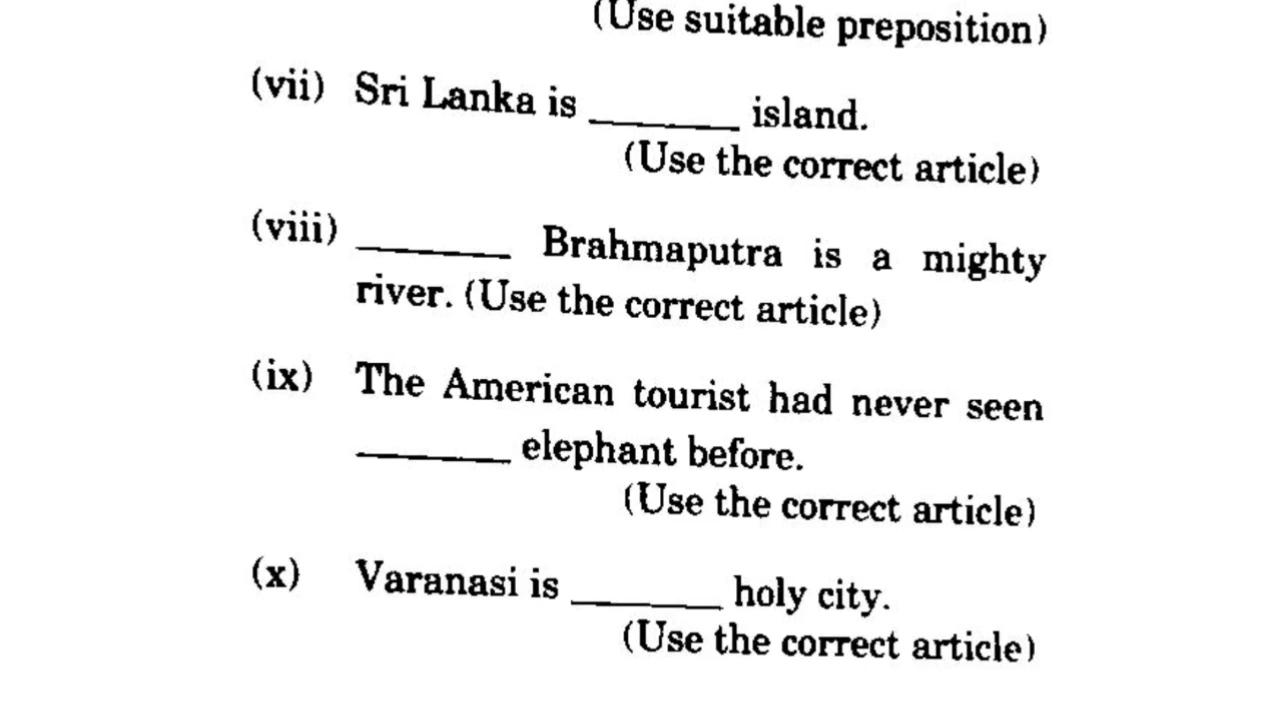 (Use suitable preposition)
(vii) Sri Lanka is _______ island.
(Use the correct article)
(viii) _______ Brahmaputra is a mighty
river. (Use the correct article)
(ix) The American tourist had never seen
_______ elephant before.
(Use the correct article)
(x) Varanasi is _______ holy city.
(Use the correct article)